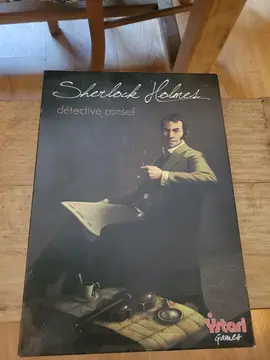 Sherlock Holmes
détective conseil
Ystari
Games